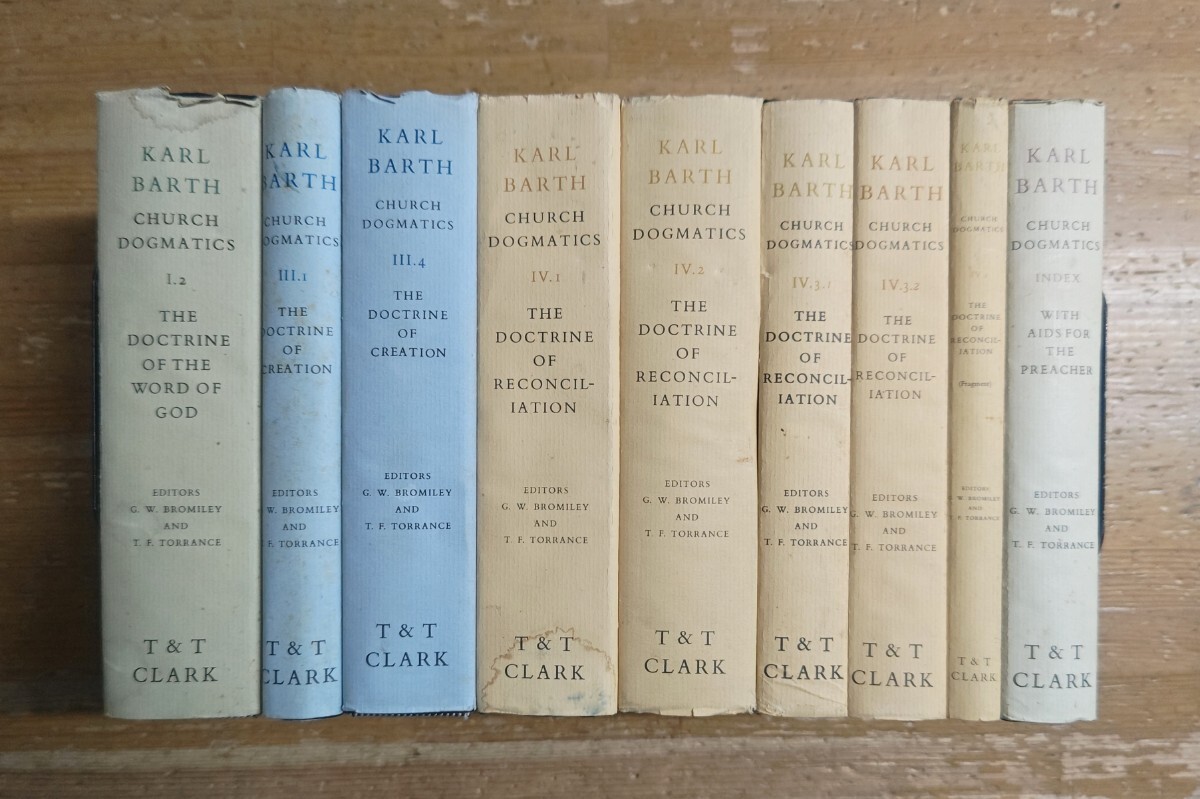 KARL
BARTH
CHURCH
DOGMATICS
I.2
THE
DOCTRINE
OF THE
WORD OF
GOD
EDITORS
G. W. BROMILEY
AND
T. F. TORRANCE
T & T
CLARK
KARL
BARTH
CHURCH
DOGMATICS
III.1
THE
DOCTRINE
OF
CREATION
EDITORS
W. BROMILEY
AND
F. TORRANCE
T & T
CLARK
KARL
BARTH
CHURCH
DOGMATICS
III.4
THE
DOCTRINE
OF
CREATION
EDITORS
G. W. BROMILEY
AND
T. F. TORRANCE
T & T
CLARK
KARL
BARTH
CHURCH
DOGMATICS
IV.1
THE
DOCTRINE
OF
RECONCIL-
IATION
EDITORS
G. W. BROMILEY
AND
T. F. TORRANCE
T & T
CLARK
KARL
BARTH
CHURCH
DOGMATICS
IV.2
THE
DOCTRINE
OF
RECONCIL-
IATION
EDITORS
G. W. BROMILEY
AND
T. F. TORRANCE
T & T
CLARK
KARL
BARTH
CHURCH
DOGMATICS
IV.3.1
THE
DOCTRINE
OF
RECONCIL-
IATION
EDITORS
G. W. BROMILEY
AND
T. F. TORRANCE
T & T
CLARK
KARL
BARTH
CHURCH
DOGMATICS
IV.3.2
THE
DOCTRINE
OF
RECONCIL-
IATION
EDITORS
G. W. BROMILEY
AND
T. F. TORRANCE
T & T
CLARK
KARL
BARTH
CHURCH
DOGMATICS
THE
DOCTRINE
OF
RECONCIL-
IATION
(Fragment)
EDITORS
G. W. BROMILEY
AND
T. F. TORRANCE
T & T
CLARK
KARL
BARTH
CHURCH
DOGMATICS
INDEX
WITH
AIDS FOR
THE
PREACHER
EDITORS
G. W. BROMILEY
AND
T. F. TORRANCE
T & T
CLARK